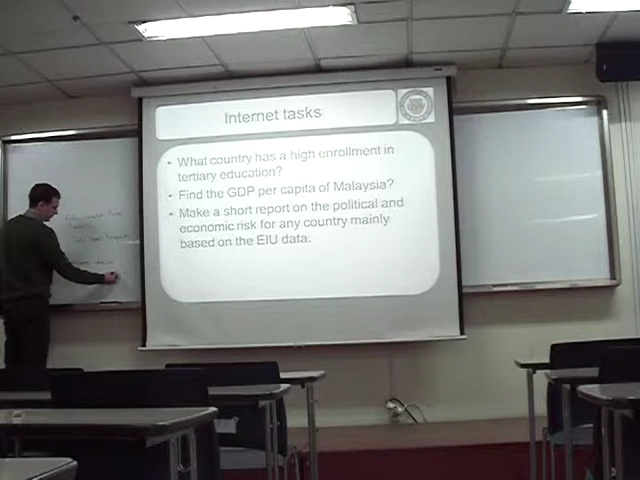 Internet tasks
• What country has a high enrollment in
tertiary education?
• Find the GDP per capita of Malaysia?
• Make a short report on the political and
economic risk for any country mainly
based on the EIU data.